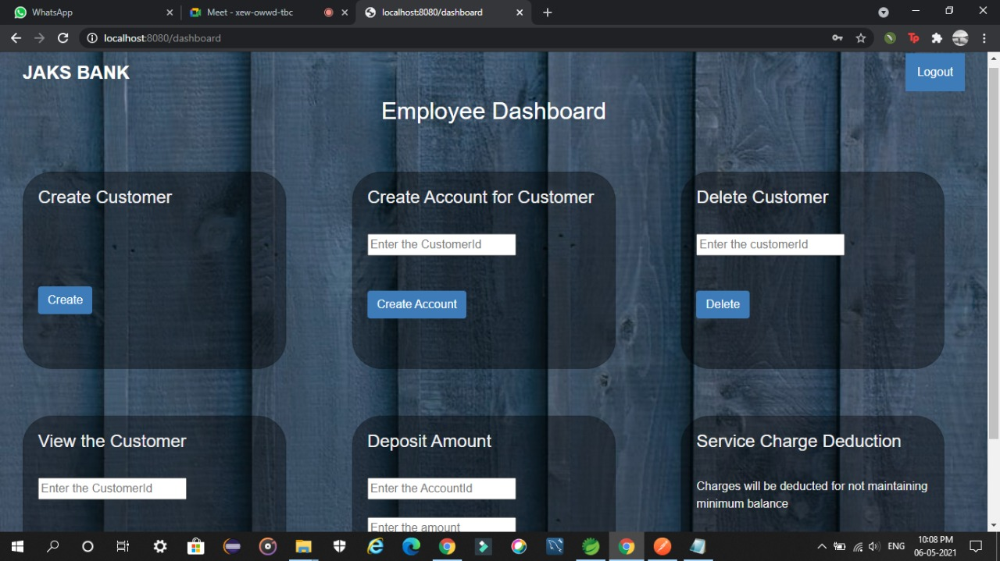 WhatsApp
Meet - xew-owwd-tbc
localhost:8080/dashboard
localhost:8080/dashboard
JAKS BANK
Logout
Employee Dashboard
Create Customer
Create
Create Account for Customer
Enter the CustomerId
Create Account
Delete Customer
Enter the customerId
Delete
View the Customer
Enter the CustomerId
Deposit Amount
Enter the AccountId
Enter the amount
Service Charge Deduction
Charges will be deducted for not maintaining
minimum balance
Tp
ENG
10:08 PM
06-05-2021